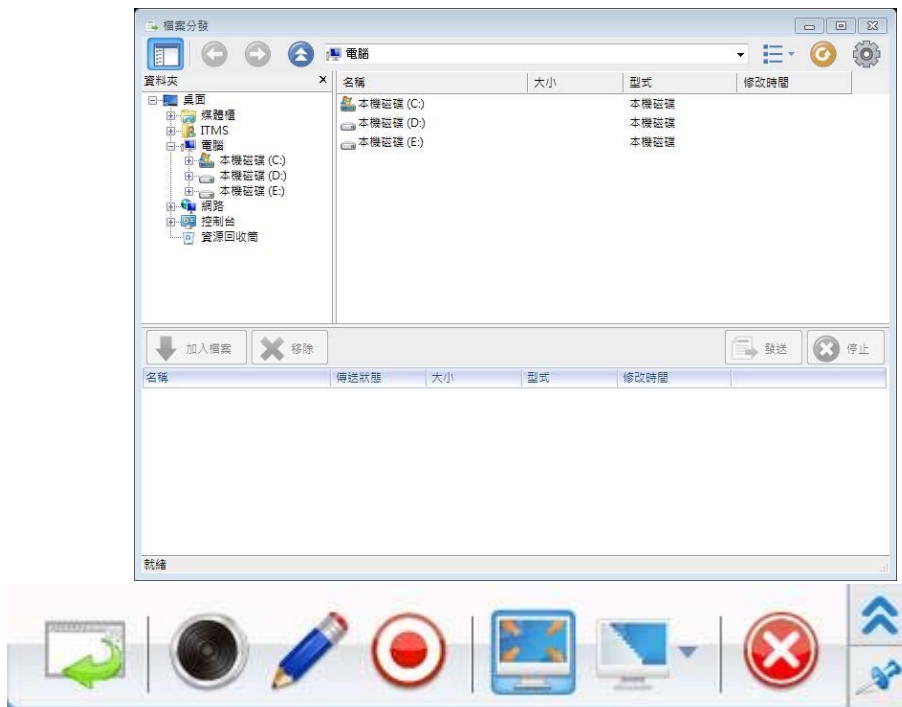 檔案分發
電腦
資料夾 ×
名稱 大小 型式 修改時間
桌面
媒體櫃
ITMS
電腦
本機磁碟 (C:)
本機磁碟 (D:)
本機磁碟 (E:)
網路
控制台
資源回收筒
本機磁碟 (C:) 本機磁碟
本機磁碟 (D:) 本機磁碟
本機磁碟 (E:) 本機磁碟
加入檔案 移除 發送 停止
名稱 傳送狀態 大小 型式 修改時間
就緒